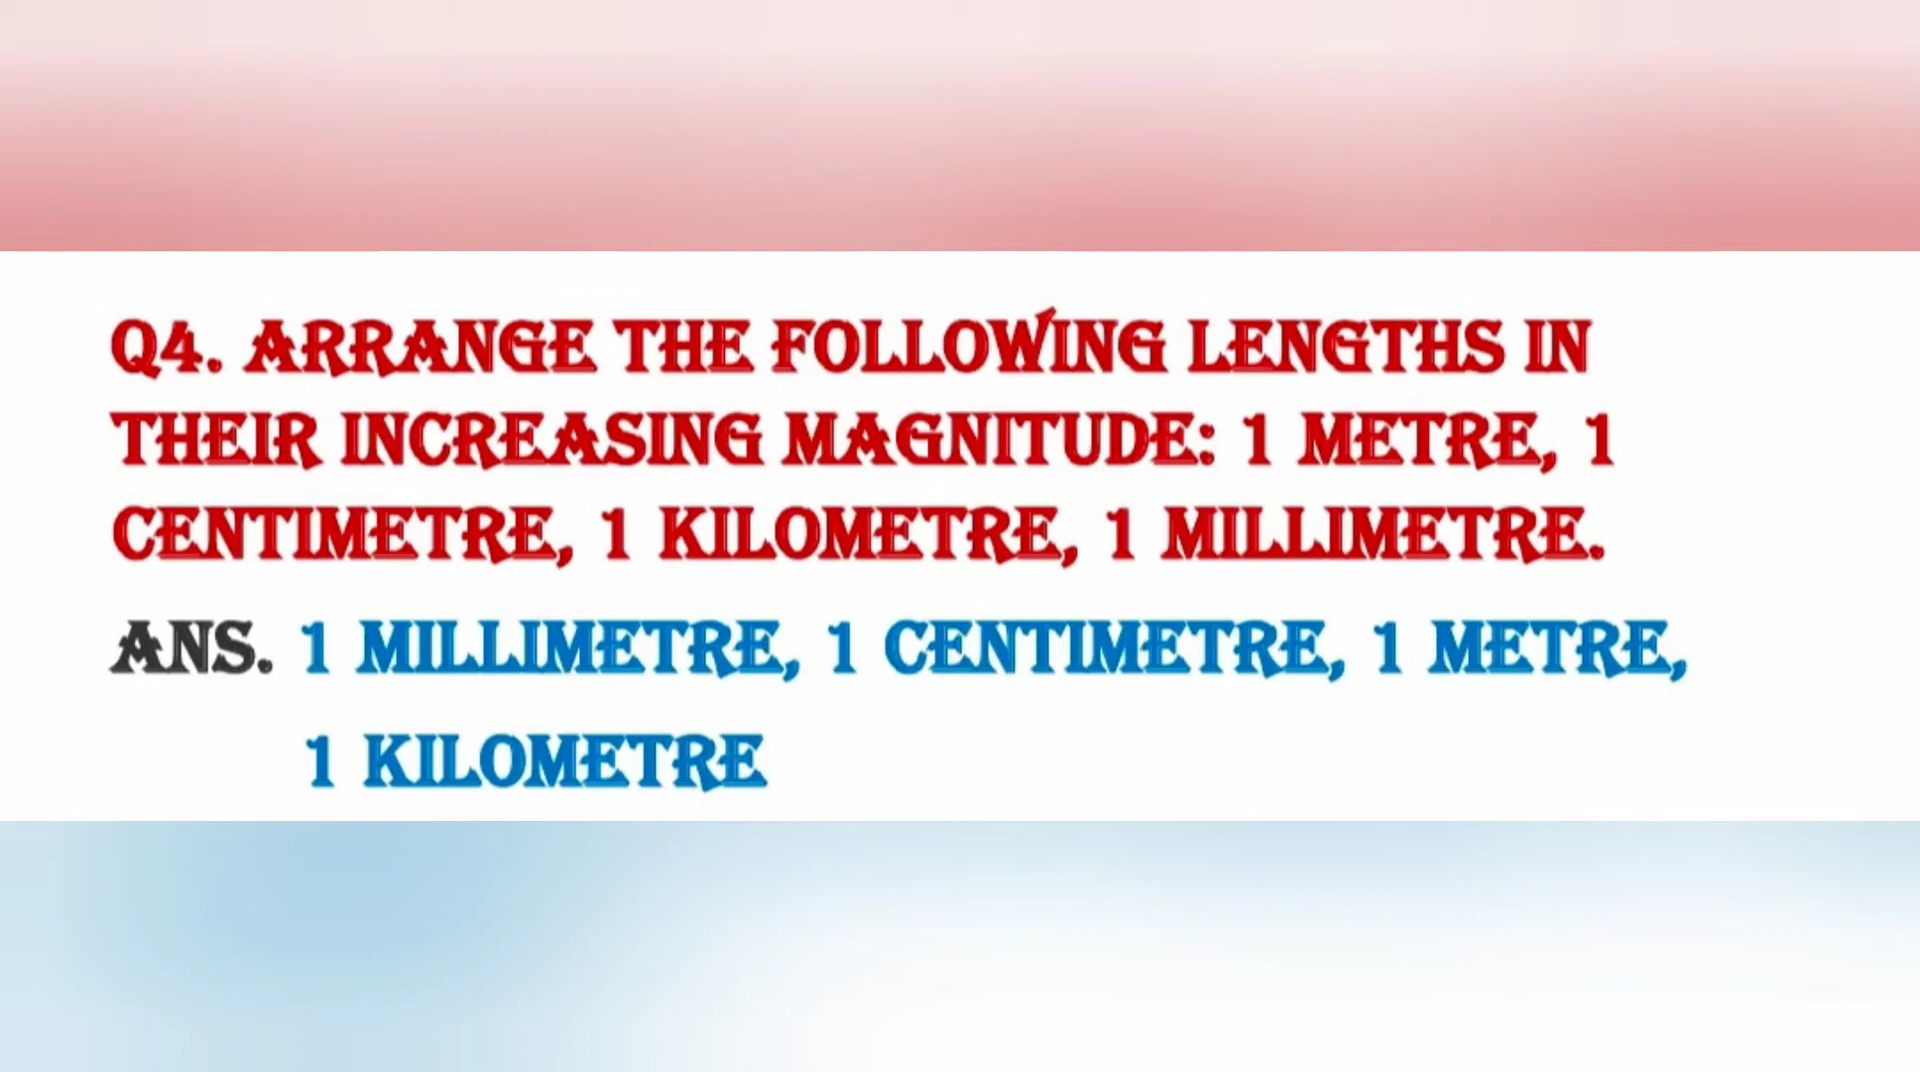 Q4. ARRANGE THE FOLLOWING LENGTHS IN
THEIR INCREASING MAGNITUDE: 1 METRE, 1
CENTIMETRE, 1 KILOMETRE, 1 MILLIMETRE.
ANS. 1 MILLIMETRE, 1 CENTIMETRE, 1 METRE,
1 KILOMETRE